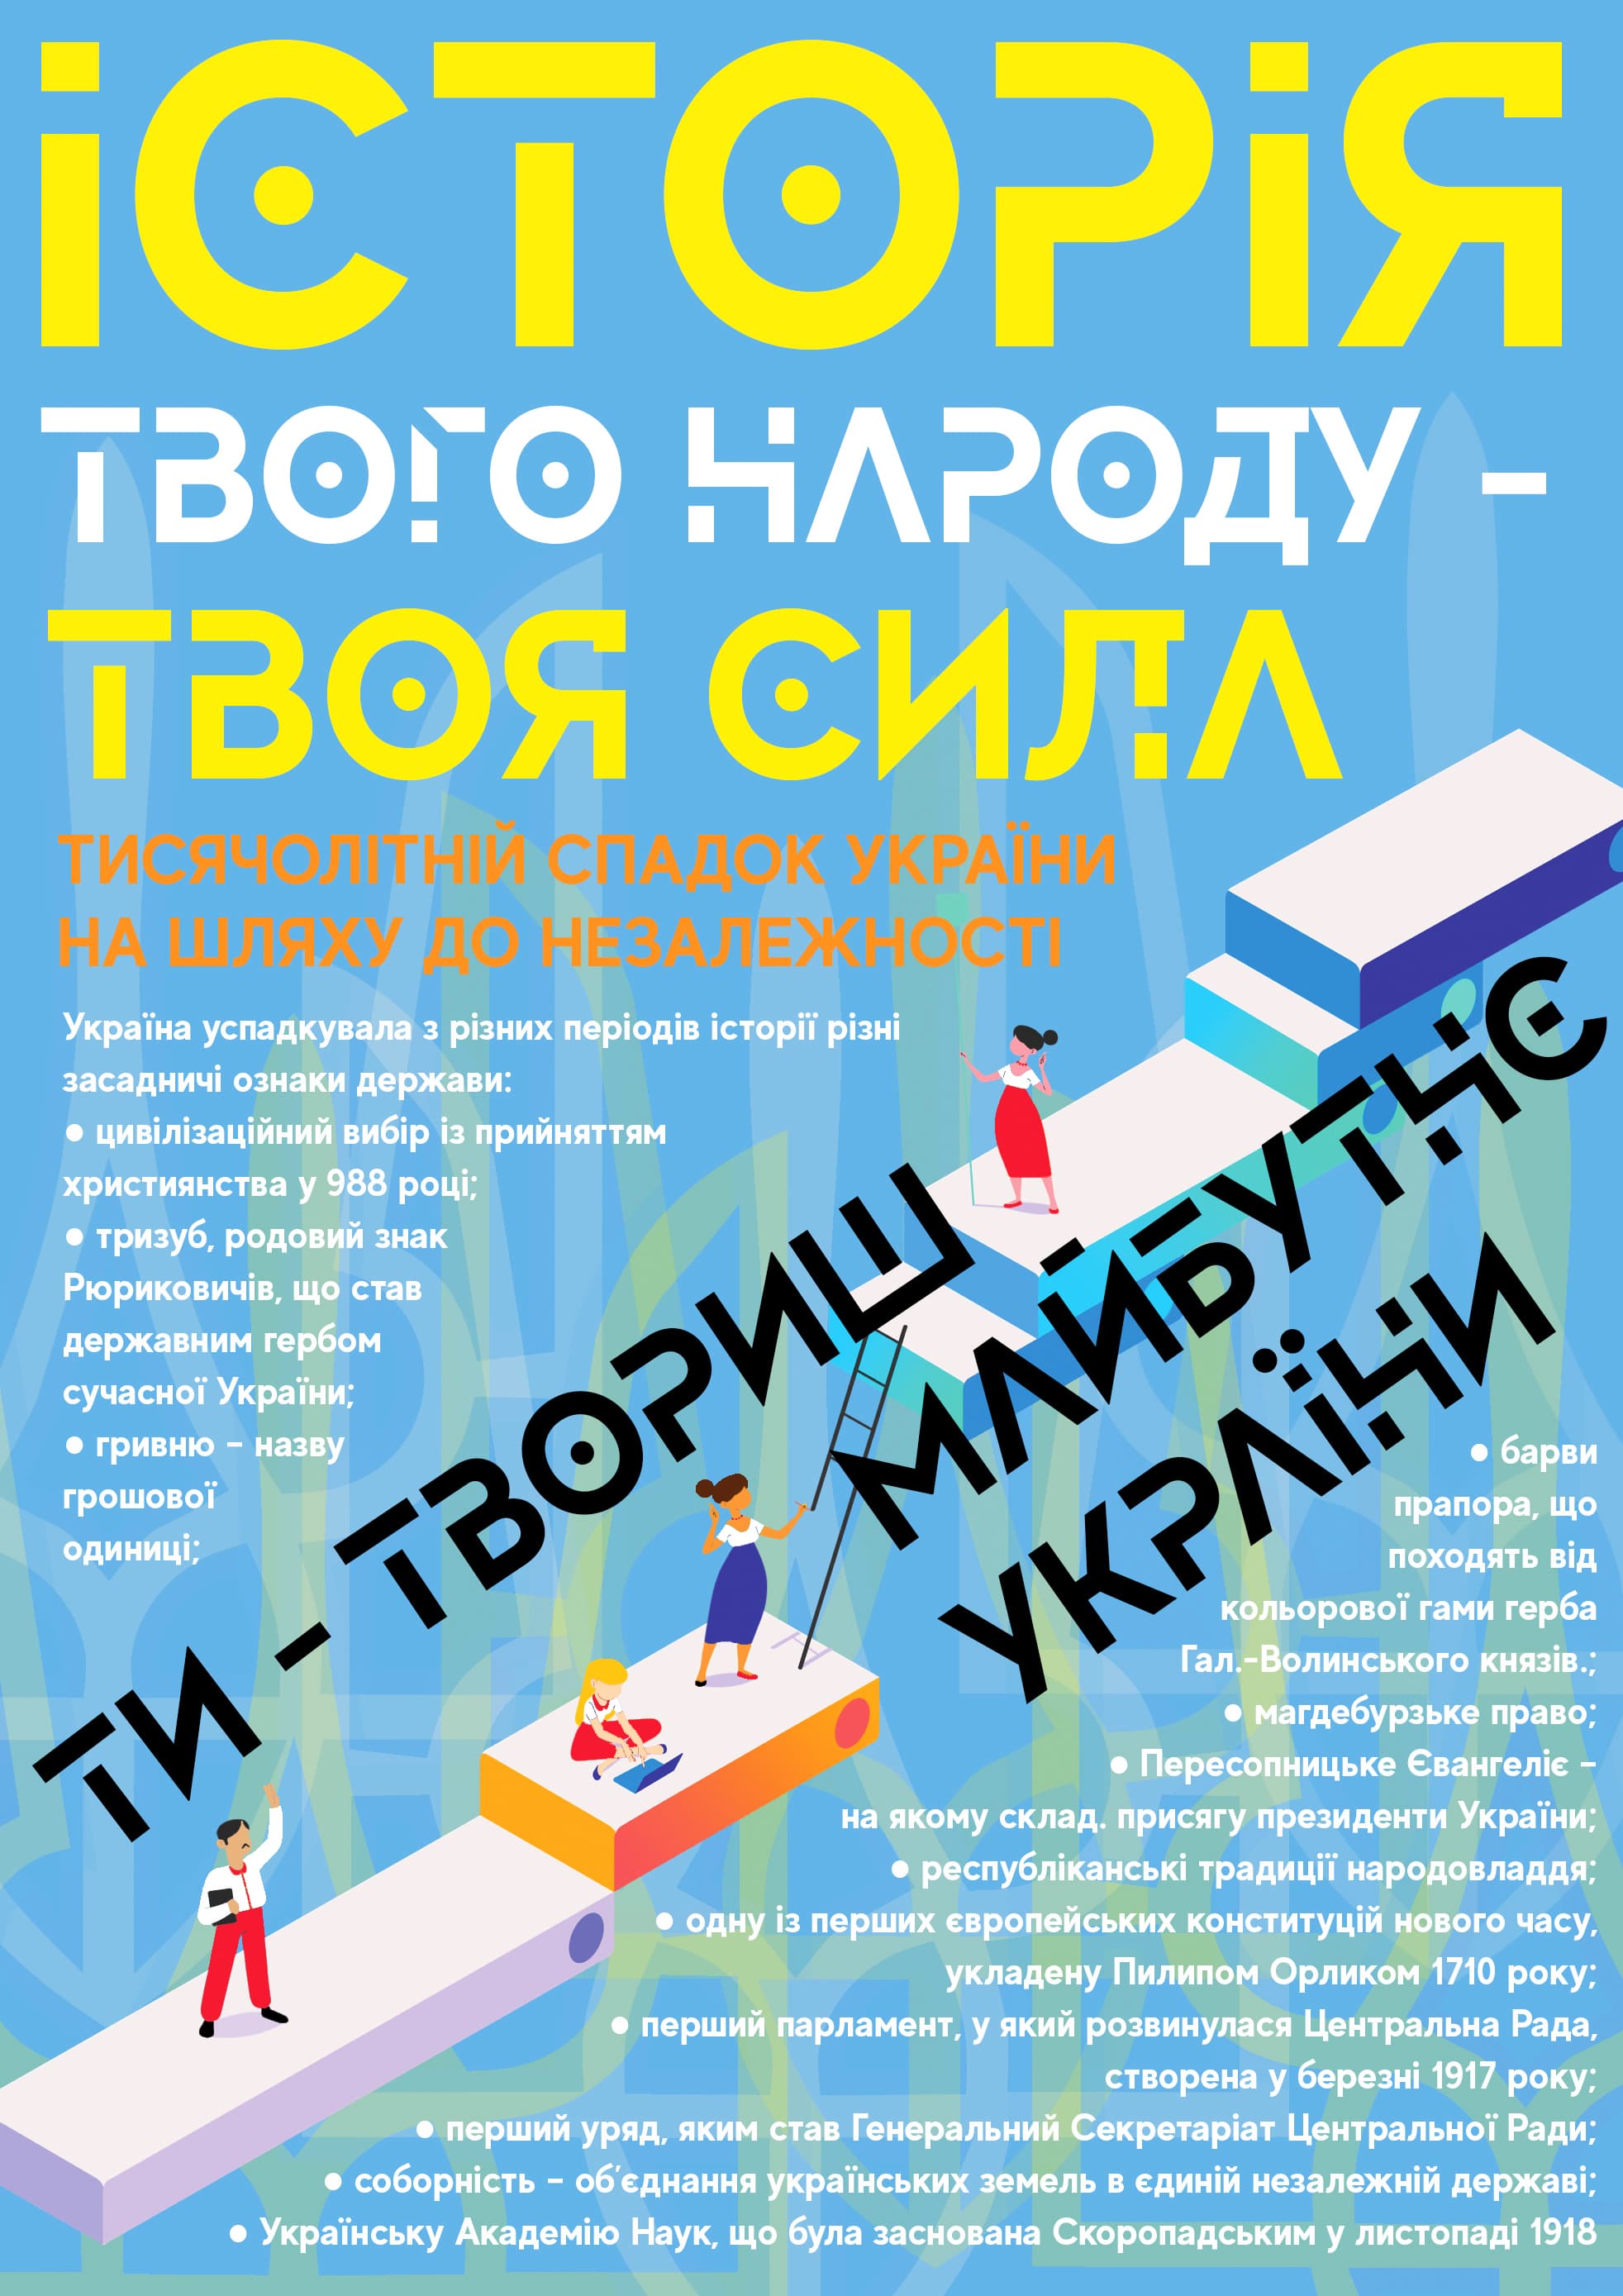 ІСТОРІЯ
ТВОГО НАРОДУ -
ТВОЯ СИЛА
ТИСЯЧОЛІТНІЙ СПАДОК УКРАЇНИ
НА ШЛЯХУ ДО НЕЗАЛЕЖНОСТІ
Україна успадкувала з різних періодів історії різні
засадничі ознаки держави:
● цивілізаційний вибір із прийняттям
християнства у 988 році;
● тризуб, родовий знак
Рюриковичів, що став
державним гербом
сучасної України;
● гривню – назву
грошової
одиниці;
ТИ - ТВОРИШ
МАЙБУТНЄ
УКРАЇНИ
● барви
прапора, що
походять від
кольорової гами герба
Гал.-Волинського князів.;
● магдебурзьке право;
● Пересопницьке Євангеліє –
на якому склад. присягу президенти України;
● республіканські традиції народовладдя;
● одну із перших європейських конституцій нового часу,
укладену Пилипом Орликом 1710 року;
● перший парламент, у який розвинулася Центральна Рада,
створена у березні 1917 року;
● перший уряд, яким став Генеральний Секретаріат Центральної Ради;
● соборність – об’єднання українських земель в єдиній незалежній державі;
● Українську Академію Наук, що була заснована Скоропадським у листопаді 1918